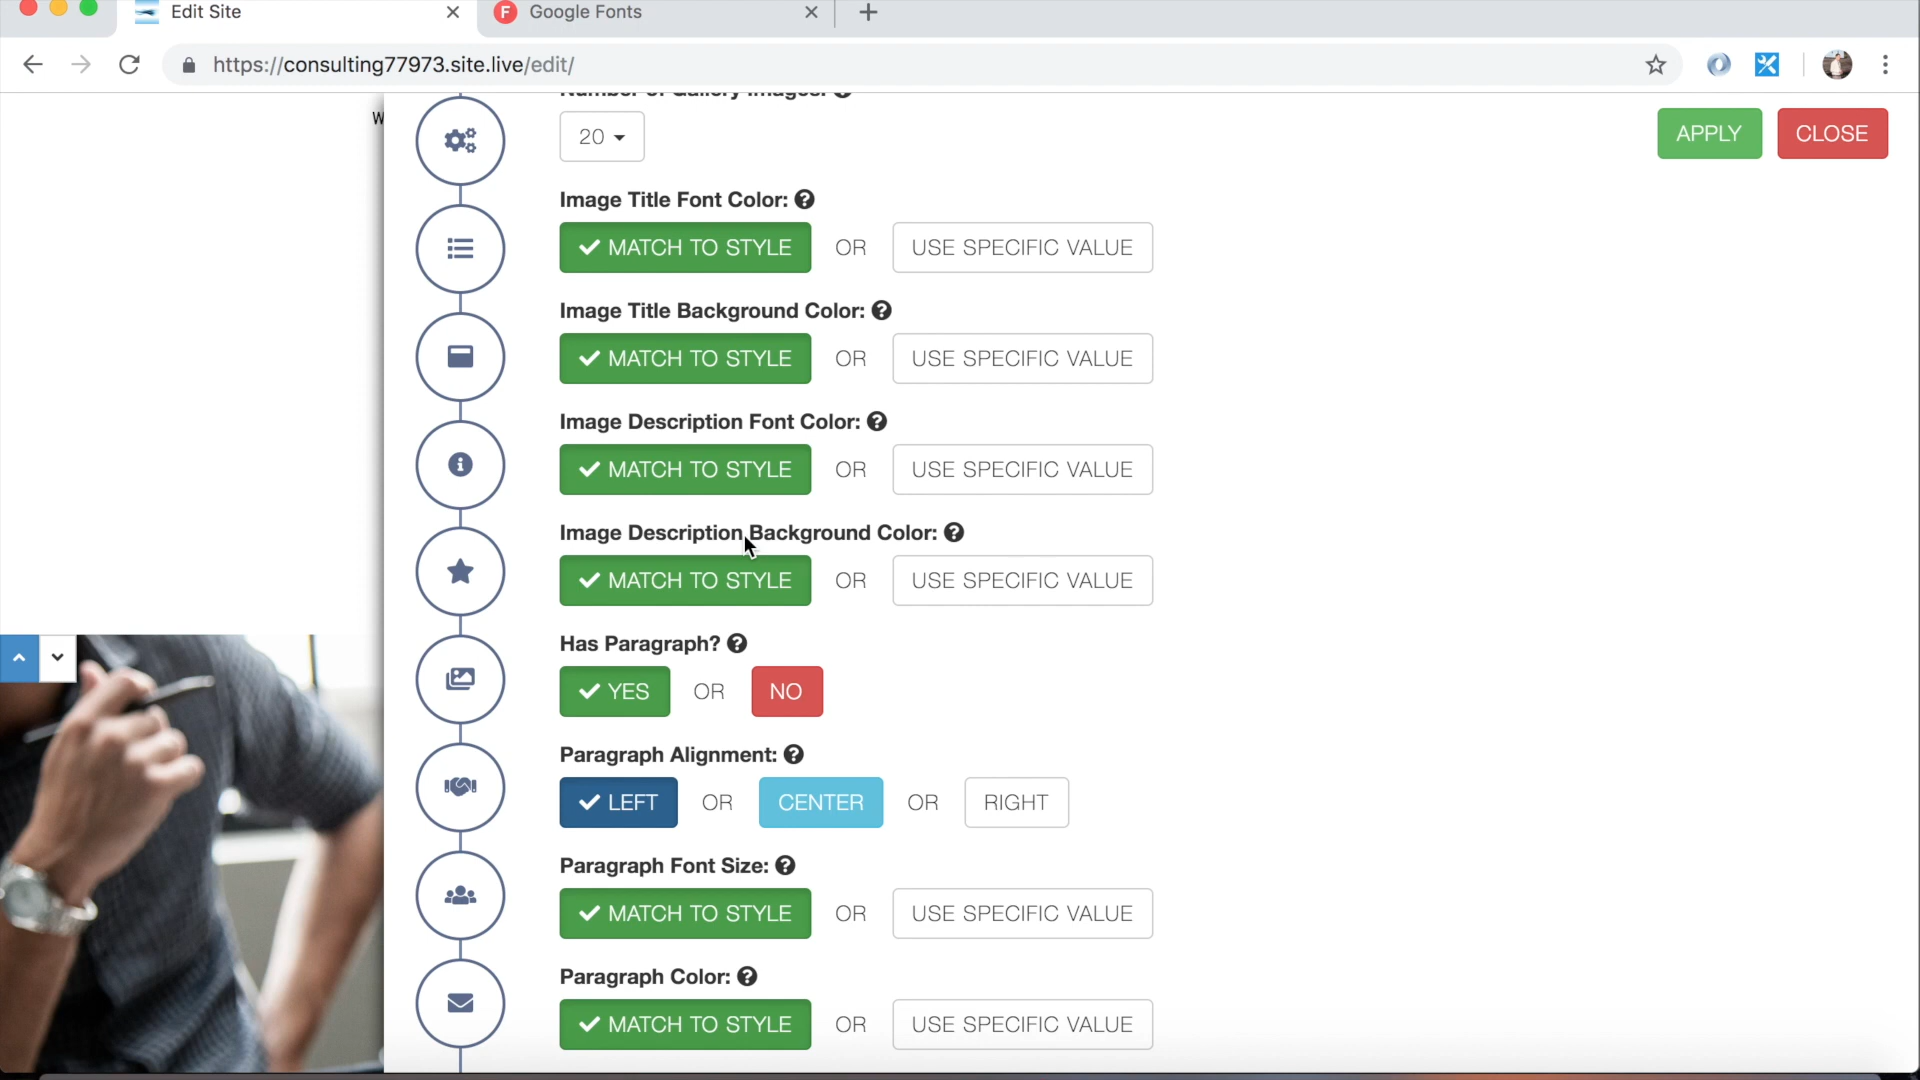 Edit Site
Google Fonts
https://consulting77973.site.live/edit/
W
Number of Gallery Images:
20
APPLY
CLOSE
Image Title Font Color:
MATCH TO STYLE OR USE SPECIFIC VALUE
Image Title Background Color:
MATCH TO STYLE OR USE SPECIFIC VALUE
Image Description Font Color:
MATCH TO STYLE OR USE SPECIFIC VALUE
Image Description Background Color:
MATCH TO STYLE OR USE SPECIFIC VALUE
Has Paragraph?
YES OR NO
Paragraph Alignment:
LEFT OR CENTER OR RIGHT
Paragraph Font Size:
MATCH TO STYLE OR USE SPECIFIC VALUE
Paragraph Color:
MATCH TO STYLE OR USE SPECIFIC VALUE